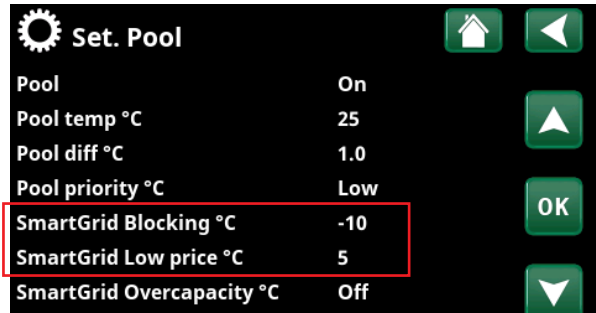 Set. Pool
Pool On
Pool temp °C 25
Pool diff °C 1.0
Pool priority °C Low
SmartGrid Blocking °C -10
OK
SmartGrid Low price °C 5
SmartGrid Overcapacity °C Off